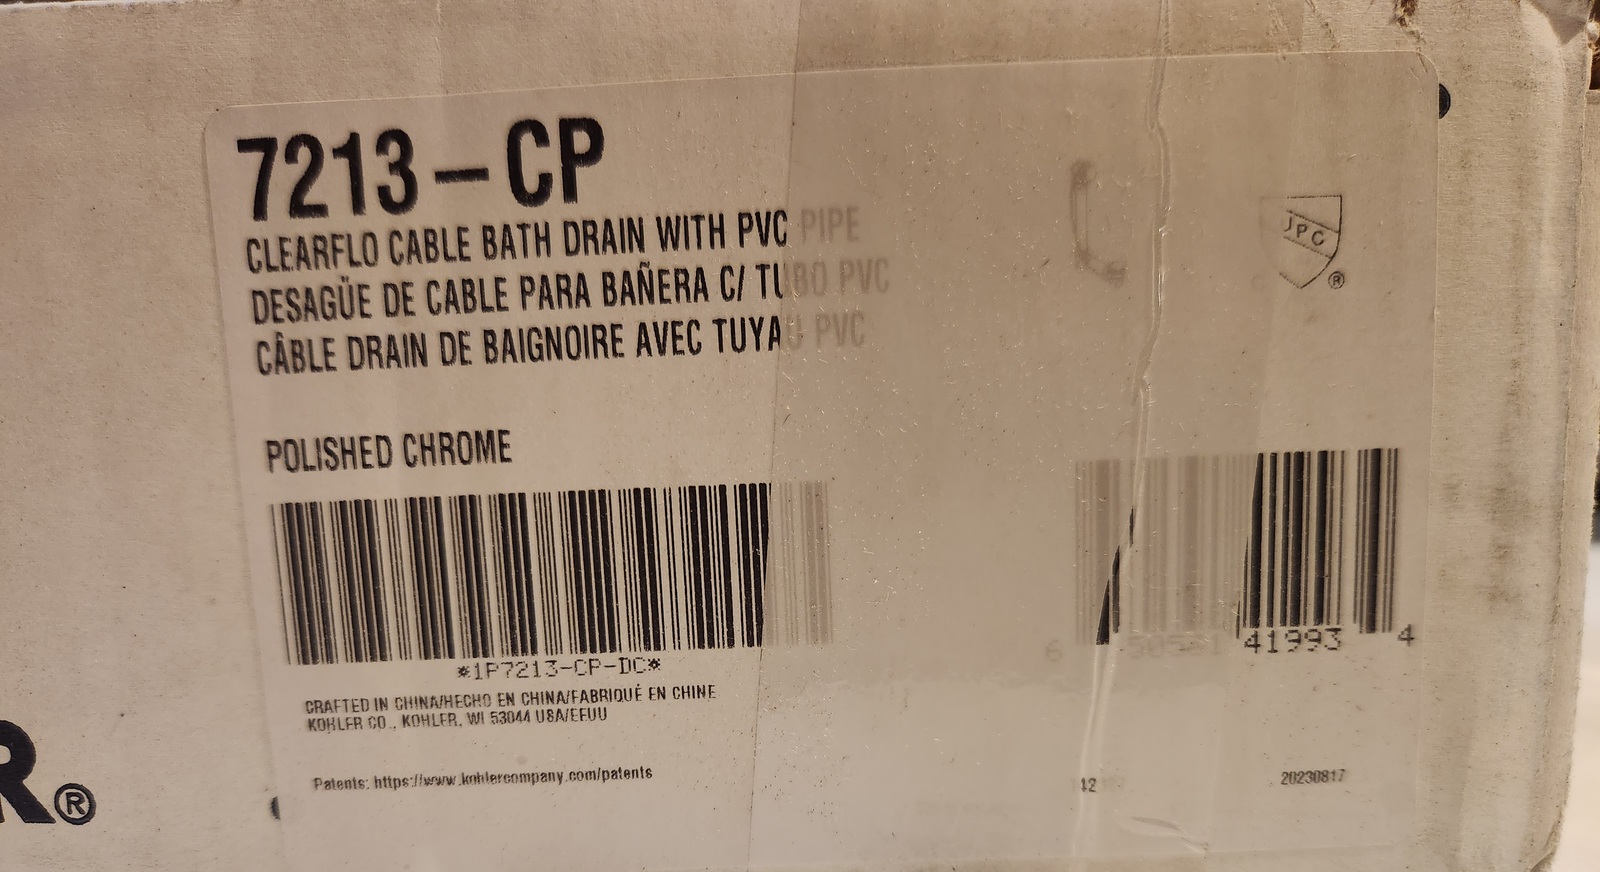 7213-CP
CLEARFLO CABLE BATH DRAIN WITH PVC PIPE
DESAGÜE DE CABLE PARA BAÑERA C/ TUBO PVC
CÂBLE DRAIN DE BAIGNOIRE AVEC TUYAU PVC
UPC
®
POLISHED CHROME
*1P7213-CP-DC*
6 41993 4
CRAFTED IN CHINA/HECHO EN CHINA/FABRIQUÉ EN CHINE
KOHLER CO., KOHLER, WI 53044 USA/EEUU
Patents: https://www.kohlercompany.com/patents
20230817
R®